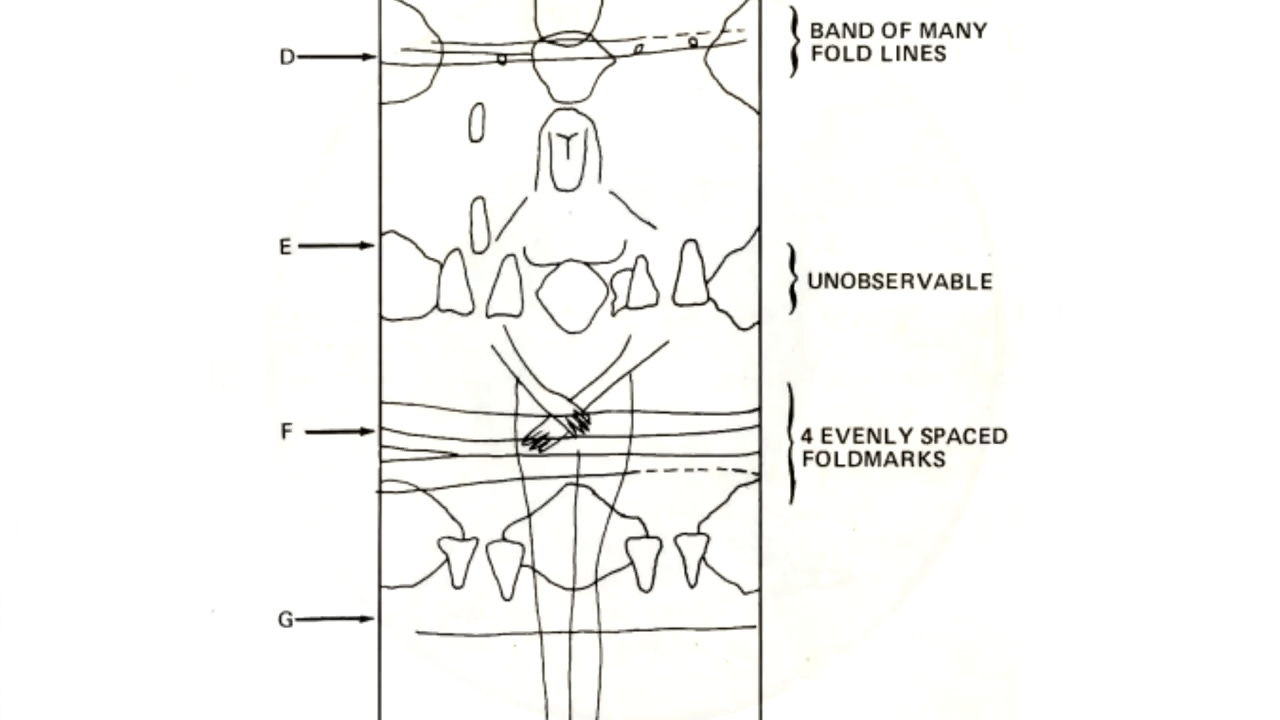 D
BAND OF MANY
FOLD LINES
E
UNOBSERVABLE
F
4 EVENLY SPACED
FOLDMARKS
G